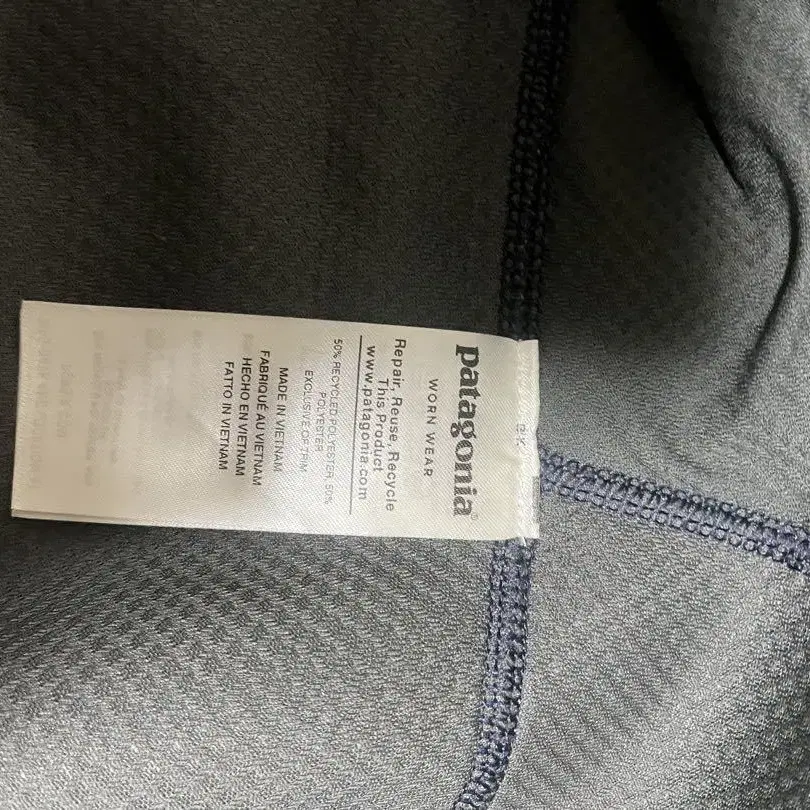 patagonia®
WORN WEAR
Repair, Reuse, Recycle
This Product
www.patagonia.com
50% RECYCLED POLYESTER, 50%
POLYESTER
EXCLUSIVE OF TRIM
MADE IN VIETNAM
FABRIQUÉ AU VIETNAM
HECHO EN VIETNAM
FATTO IN VIETNAM